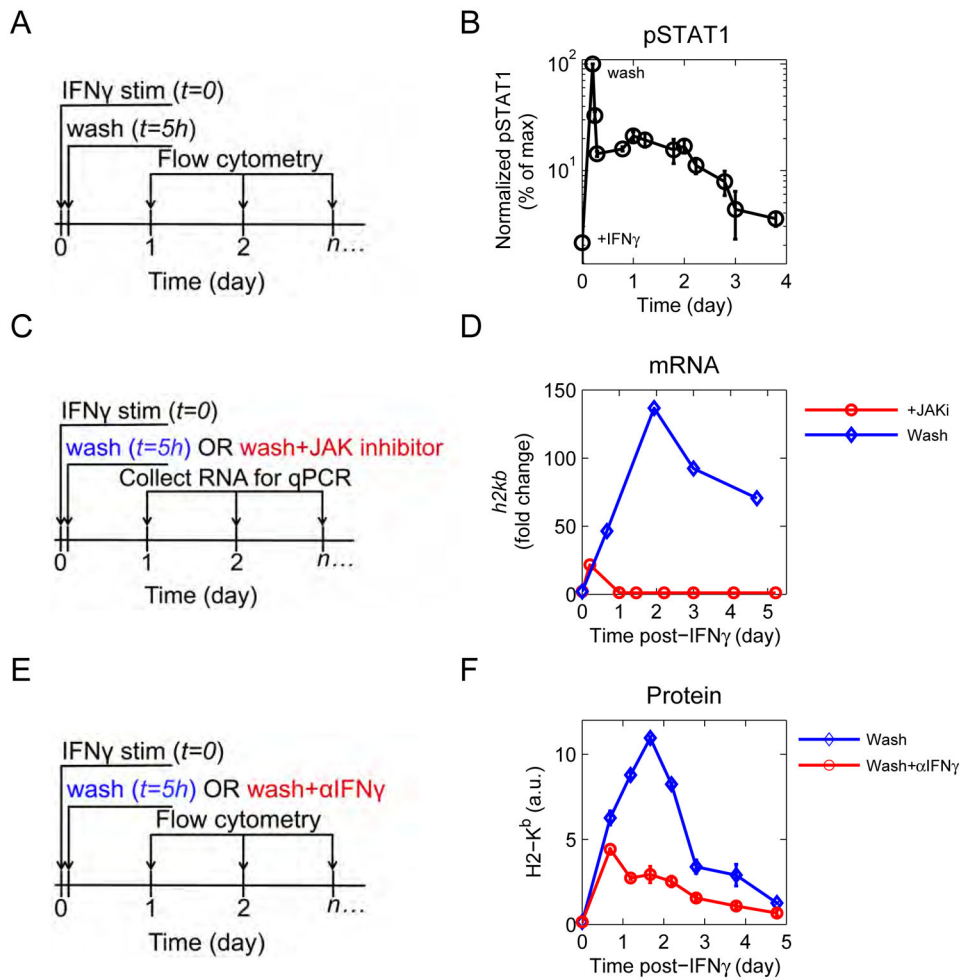 A
IFNγ stim (t=0)
wash (t=5h)
Flow cytometry
0 1 2 n...
Time (day)
B
pSTAT1
Normalized pSTAT1
(% of max)
10²
10¹
wash
+IFNγ
0 1 2 3 4
Time (day)
C
IFNγ stim (t=0)
wash (t=5h) OR wash+JAK inhibitor
Collect RNA for qPCR
0 1 2 n...
Time (day)
D
mRNA
h2kb
(fold change)
150
100
50
0
0 1 2 3 4 5
Time post−IFNγ (day)
+JAKi
Wash
E
IFNγ stim (t=0)
wash (t=5h) OR wash+αIFNγ
Flow cytometry
0 1 2 n...
Time (day)
F
Protein
H2−Kᵇ (a.u.)
10
5
0
0 1 2 3 4 5
Time post−IFNγ (day)
Wash
Wash+αIFNγ